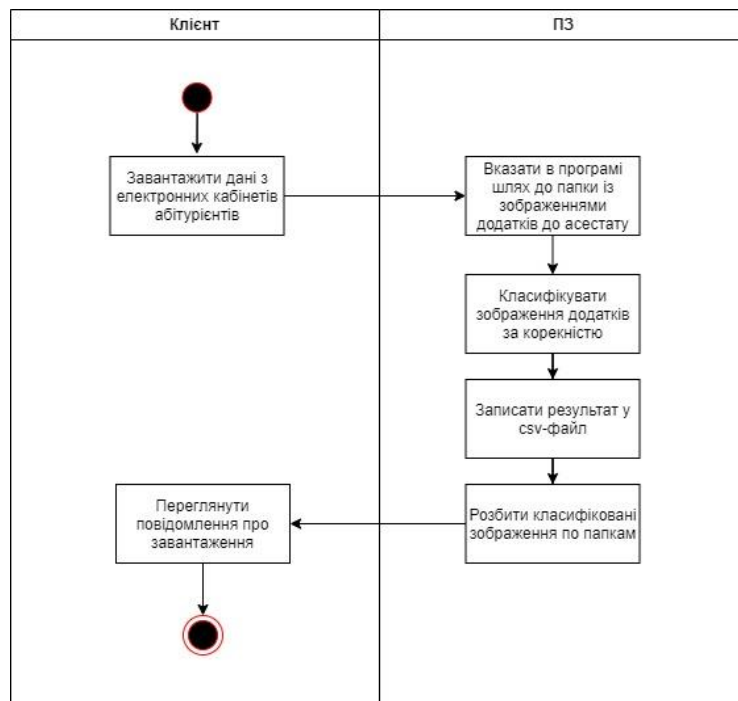 Клієнт
ПЗ
Завантажити дані з
електронних кабінетів
абітурієнтів
Вказати в програмі
шлях до папки із
зображеннями
додатків до асестату
Класифікувати
зображення додатків
за корекністю
Записати результат у
csv-файл
Розбити класифіковані
зображення по папкам
Переглянути
повідомлення про
завантаження